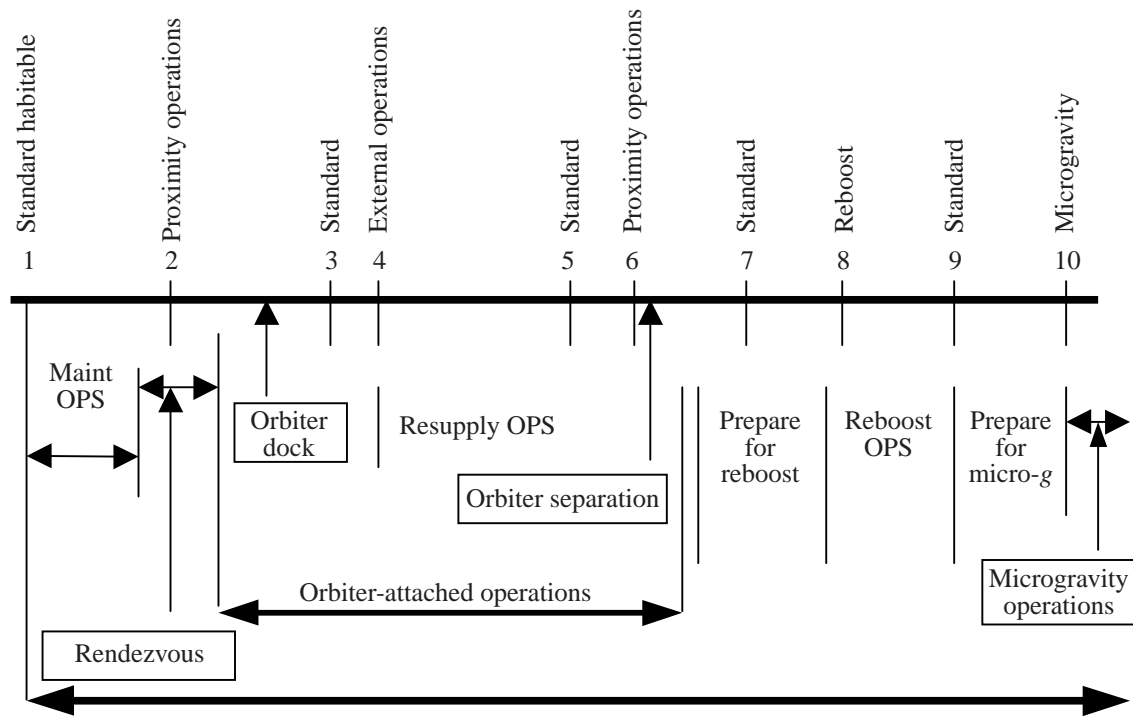 Standard habitable
Proximity operations
Standard
External operations
Standard
Proximity operations
Standard
Reboost
Standard
Microgravity
1 2 3 4 5 6 7 8 9 10
Maint
OPS
Orbiter
dock
Resupply OPS
Orbiter separation
Prepare
for
reboost
Reboost
OPS
Prepare
for
micro-g
Microgravity
operations
Orbiter-attached operations
Rendezvous